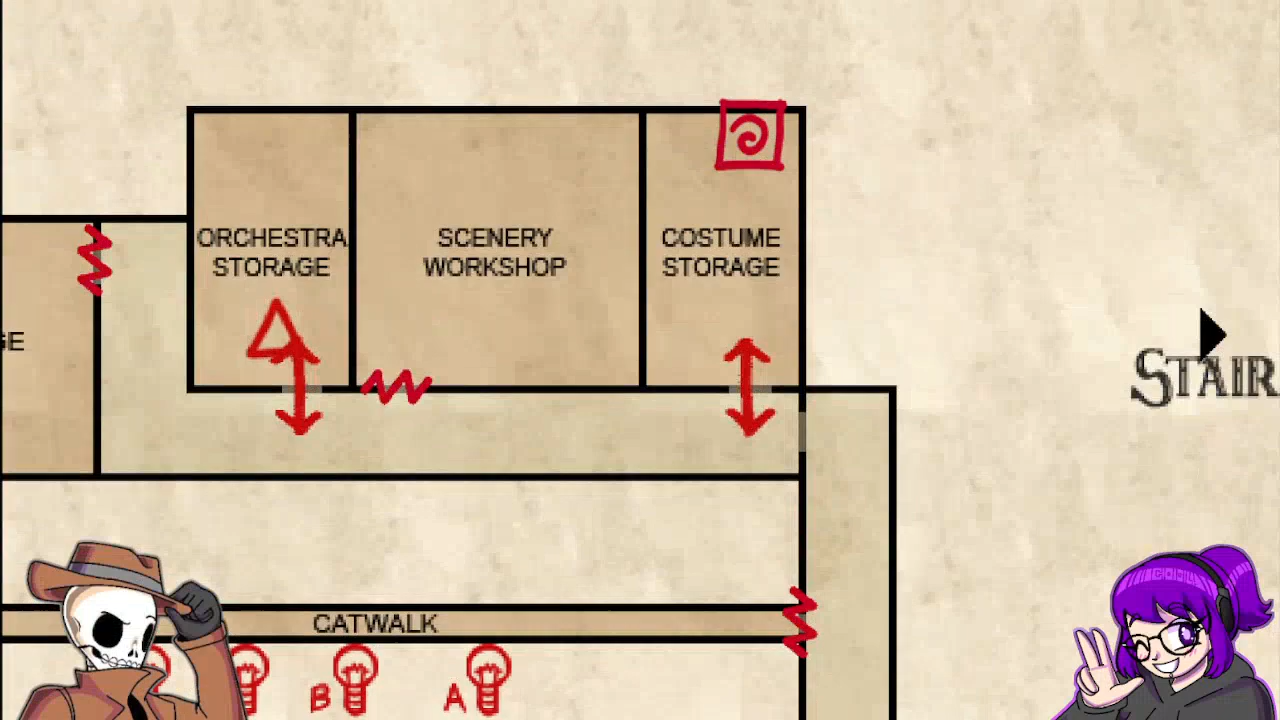 ORCHESTRA
STORAGE
SCENERY
WORKSHOP
COSTUME
STORAGE
STAIR
CATWALK
B
A